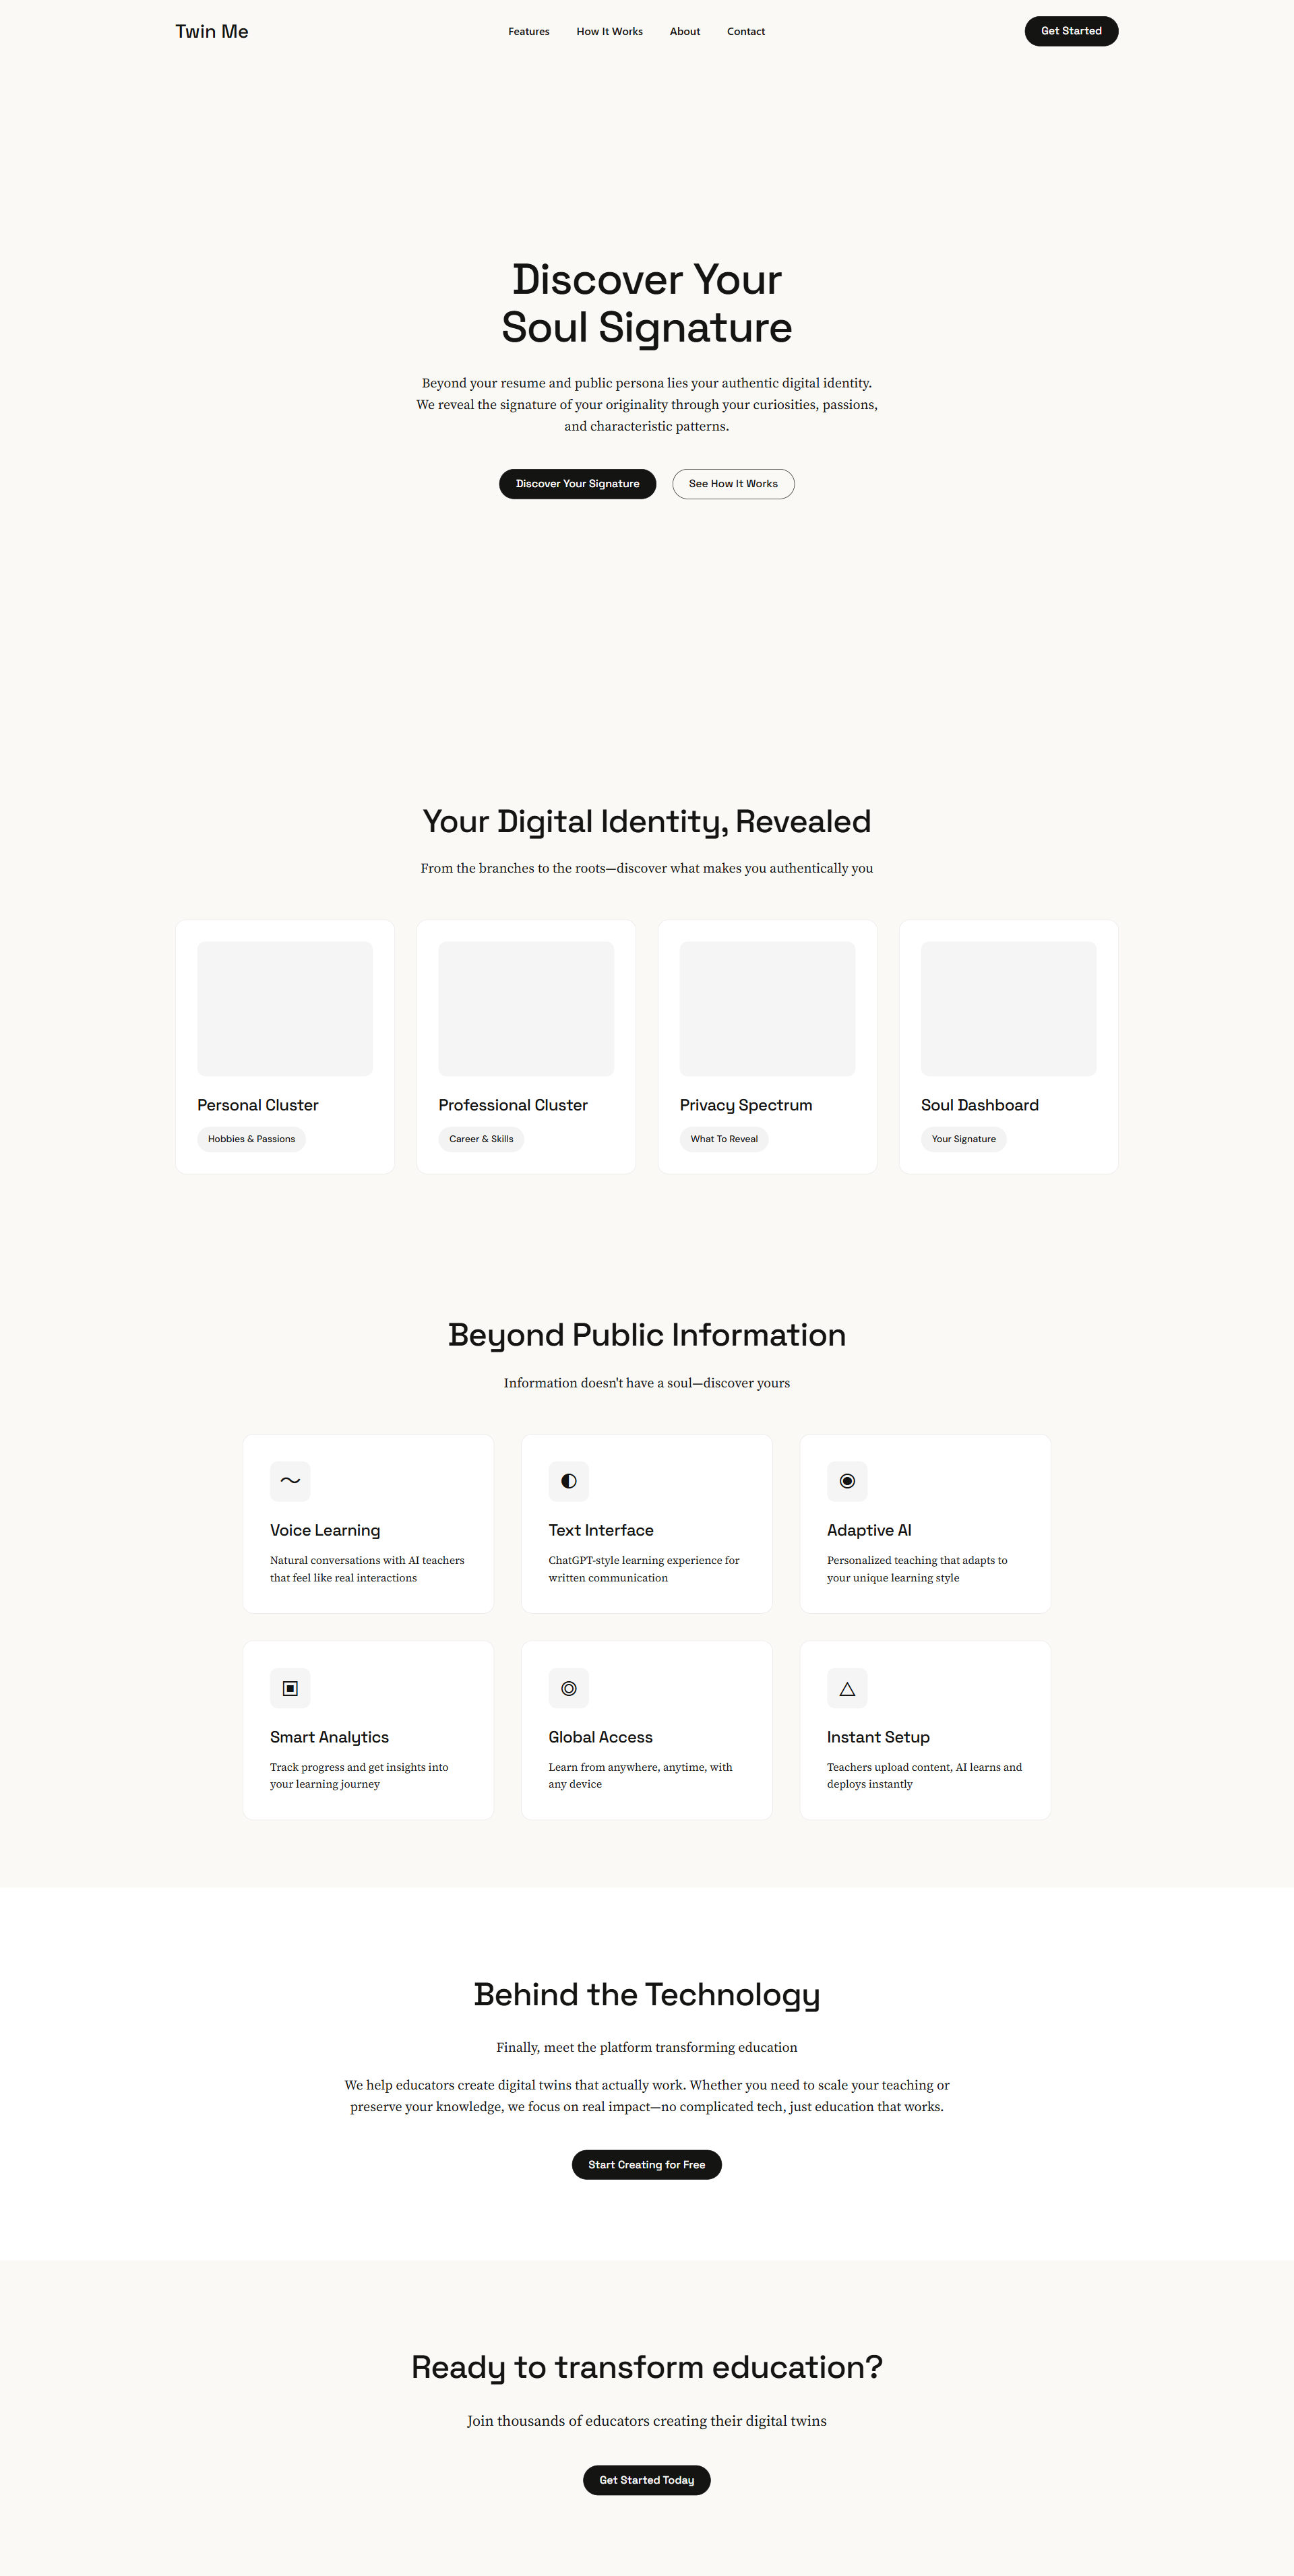 Twin Me
Features
How It Works
About
Contact
Get Started
Discover Your
Soul Signature
Beyond your resume and public persona lies your authentic digital identity.
We reveal the signature of your originality through your curiosities, passions,
and characteristic patterns.
Discover Your Signature
See How It Works
Your Digital Identity, Revealed
From the branches to the roots—discover what makes you authentically you
Personal Cluster
Hobbies & Passions
Professional Cluster
Career & Skills
Privacy Spectrum
What To Reveal
Soul Dashboard
Your Signature
Beyond Public Information
Information doesn't have a soul—discover yours
Voice Learning
Natural conversations with AI teachers
that feel like real interactions
Text Interface
ChatGPT-style learning experience for
written communication
Adaptive AI
Personalized teaching that adapts to
your unique learning style
Smart Analytics
Track progress and get insights into
your learning journey
Global Access
Learn from anywhere, anytime, with
any device
Instant Setup
Teachers upload content, AI learns and
deploys instantly
Behind the Technology
Finally, meet the platform transforming education
We help educators create digital twins that actually work. Whether you need to scale your teaching or
preserve your knowledge, we focus on real impact—no complicated tech, just education that works.
Start Creating for Free
Ready to transform education?
Join thousands of educators creating their digital twins
Get Started Today